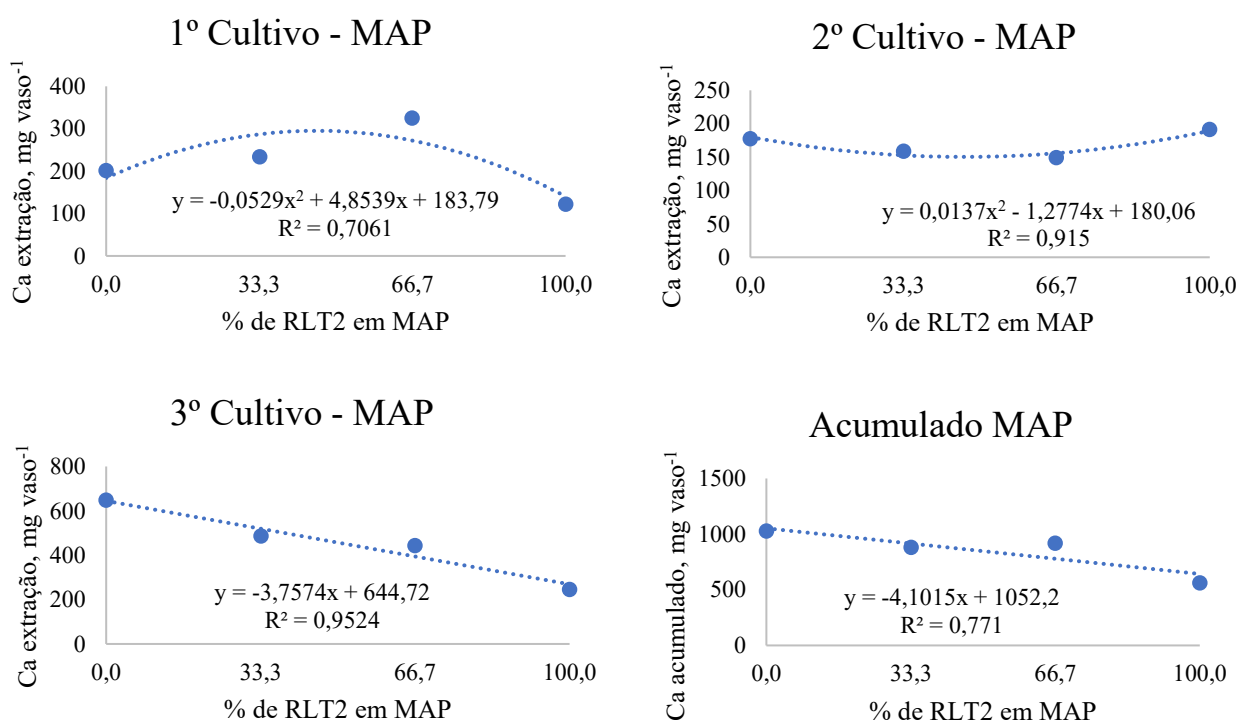 1º Cultivo - MAP
Ca extração, mg vaso-1
400
300
200
100
0
y = -0,0529x² + 4,8539x + 183,79
R² = 0,7061
0,0 33,3 66,7 100,0
% de RLT2 em MAP
2º Cultivo - MAP
Ca extração, mg vaso-1
250
200
150
100
50
0
y = 0,0137x² - 1,2774x + 180,06
R² = 0,915
0,0 33,3 66,7 100,0
% de RLT2 em MAP
3º Cultivo - MAP
Ca extração, mg vaso-1
800
600
400
200
0
y = -3,7574x + 644,72
R² = 0,9524
0,0 33,3 66,7 100,0
% de RLT2 em MAP
Acumulado MAP
Ca acumulado, mg vaso-1
1500
1000
500
0
y = -4,1015x + 1052,2
R² = 0,771
0,0 33,3 66,7 100,0
% de RLT2 em MAP